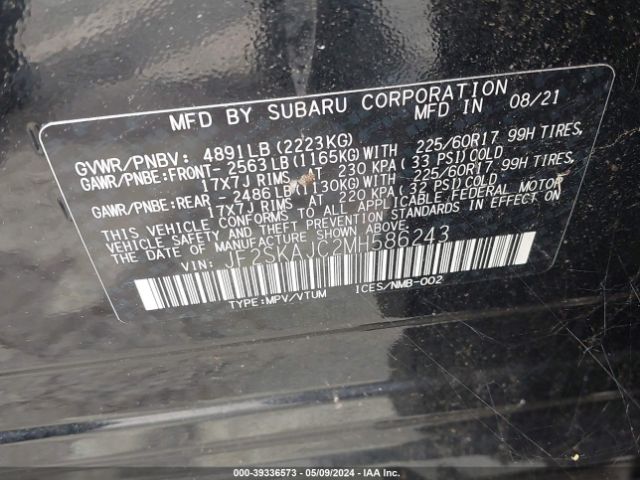 MFD BY SUBARU CORPORATION
MFD IN 08/21
GVWR/PNBV: 4891LB(2223KG)
GAWR/PNBE:FRONT- 2563LB(1165KG)WITH 225/60R17 99H TIRES,
17X7J RIMS AT 230 KPA(33 PSI)COLD
GAWR/PNBE:REAR - 2486LB(1130KG)WITH 225/60R17 99H TIRES,
17X7J RIMS AT 220 KPA(32 PSI)COLD
THIS VEHICLE CONFORMS TO ALL APPLICABLE FEDERAL MOTOR
VEHICLE SAFETY AND THEFT PREVENTION STANDARDS IN EFFECT ON
THE DATE OF MANUFACTURE SHOWN ABOVE.
VIN: JF2SKAJC2MH586243
TYPE:MPV/VTUM ICES/NMB-002
000-39336573 — 05/09/2024 — IAA Inc.